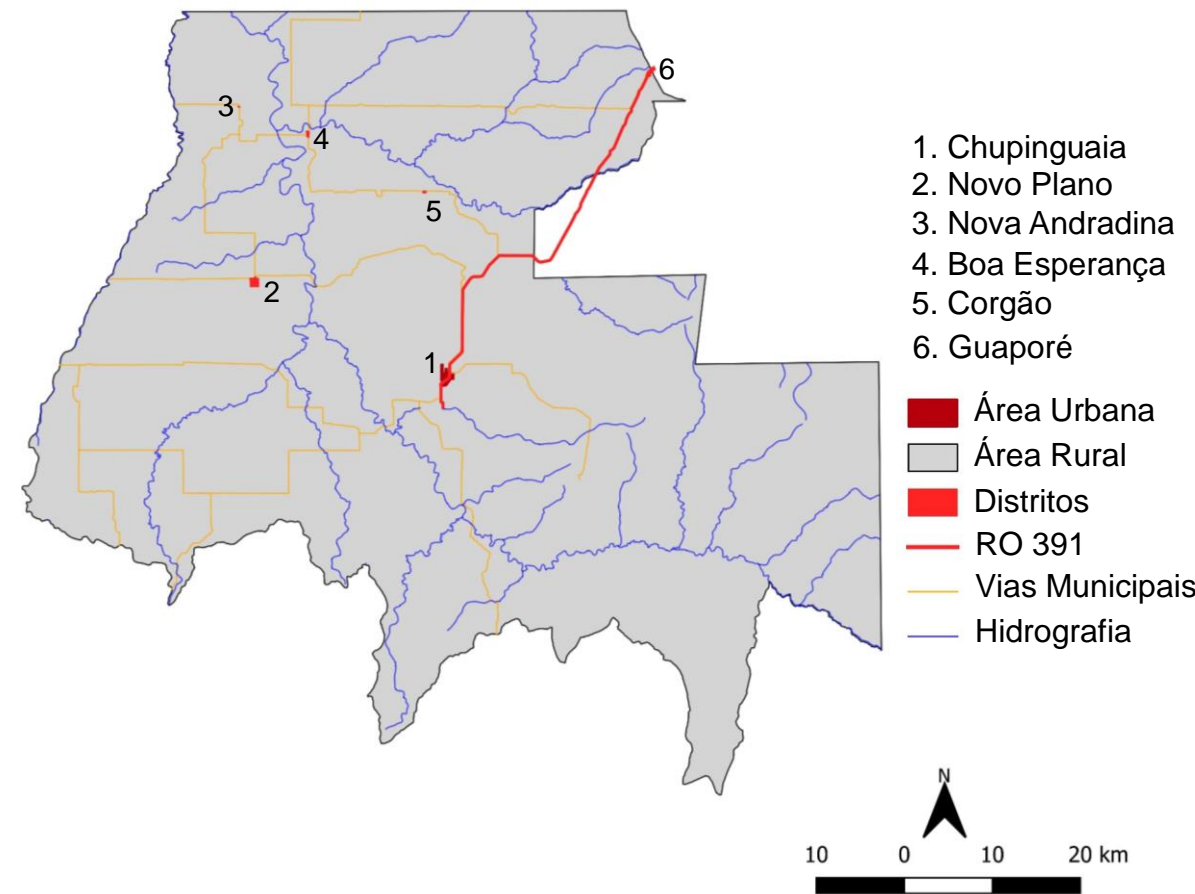 6
3
4
5
2
1
1. Chupinguaia
2. Novo Plano
3. Nova Andradina
4. Boa Esperança
5. Corgão
6. Guaporé
Área Urbana
Área Rural
Distritos
RO 391
Vias Municipais
Hidrografia
N
10 0 10 20 km